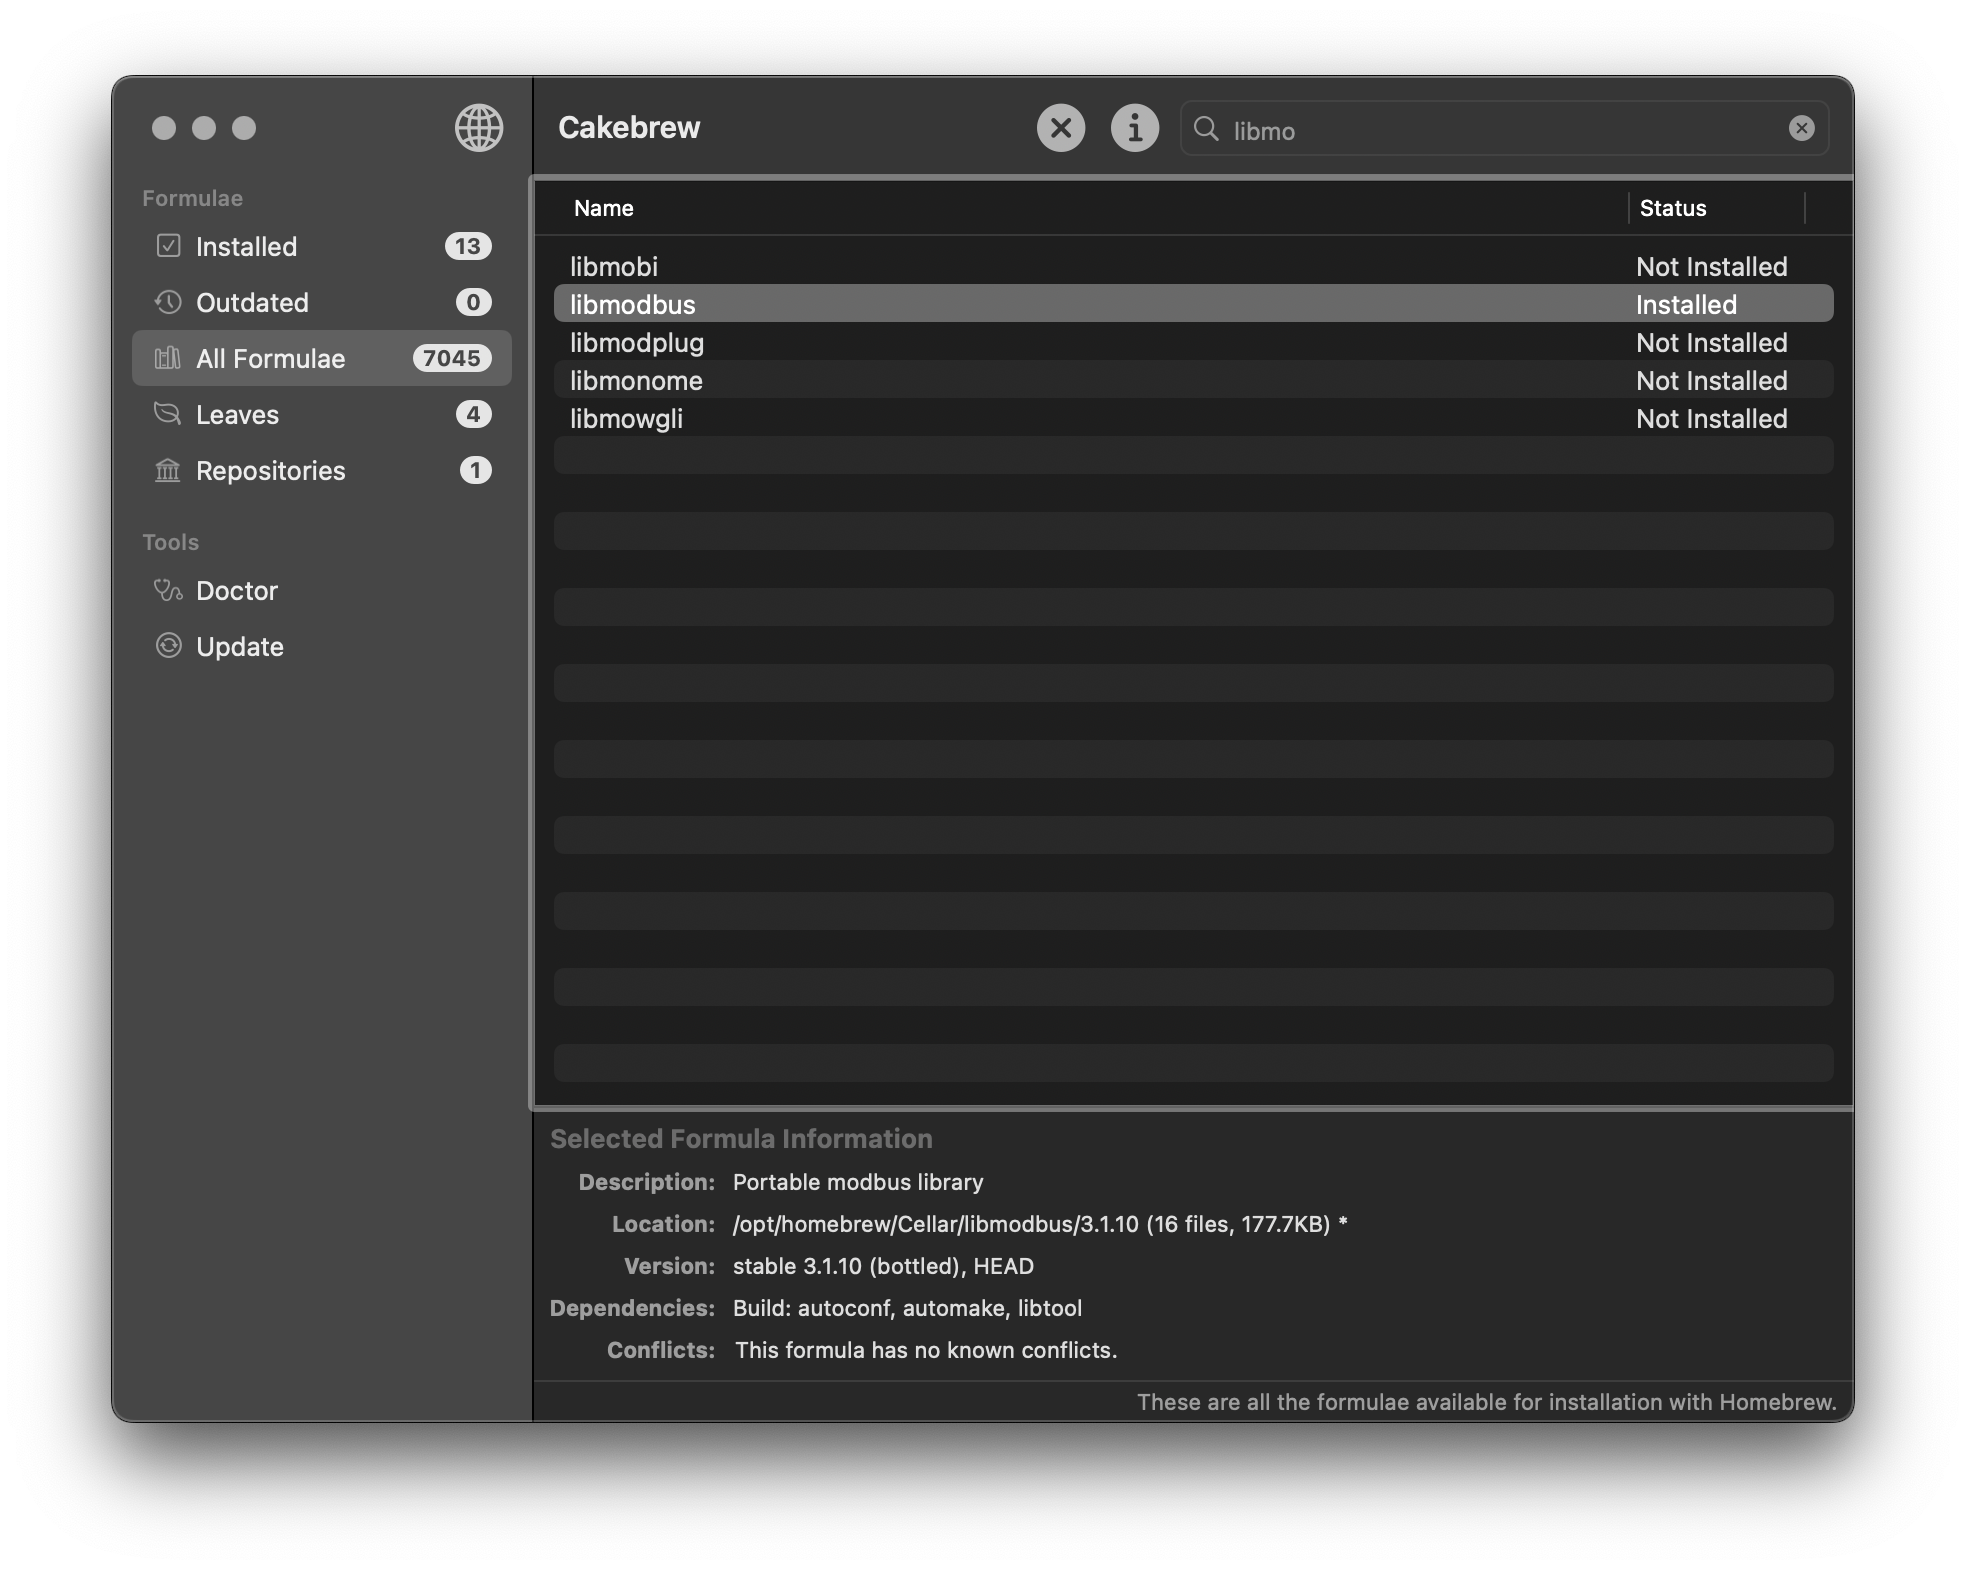 Cakebrew
libmo
Formulae
Installed 13
Outdated 0
All Formulae 7045
Leaves 4
Repositories 1
Tools
Doctor
Update
Name Status
libmobi Not Installed
libmodbus Installed
libmodplug Not Installed
libmonome Not Installed
libmowgli Not Installed
Selected Formula Information
Description: Portable modbus library
Location: /opt/homebrew/Cellar/libmodbus/3.1.10 (16 files, 177.7KB) *
Version: stable 3.1.10 (bottled), HEAD
Dependencies: Build: autoconf, automake, libtool
Conflicts: This formula has no known conflicts.
These are all the formulae available for installation with Homebrew.